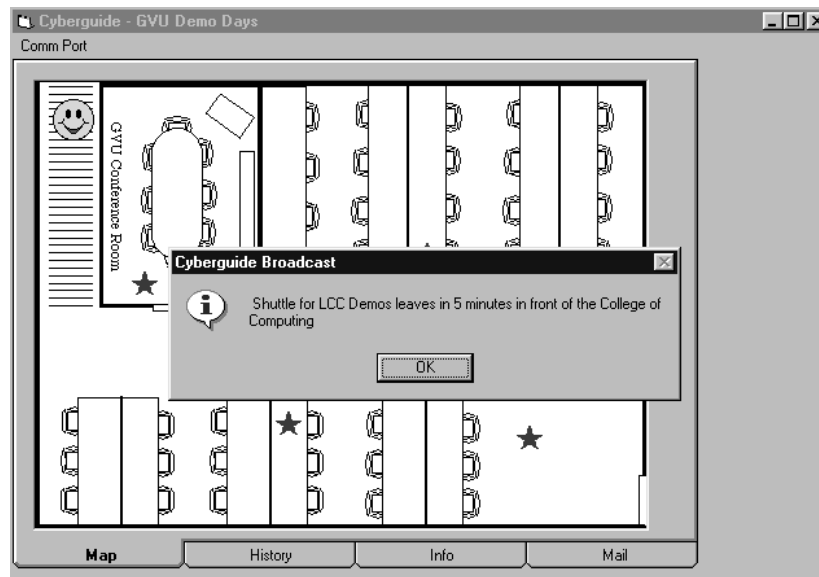 Cyberguide - GVU Demo Days
Comm Port
GVU Conference Room
Cyberguide Broadcast
Shuttle for LCC Demos leaves in 5 minutes in front of the College of
Computing
OK
Map History Info Mail